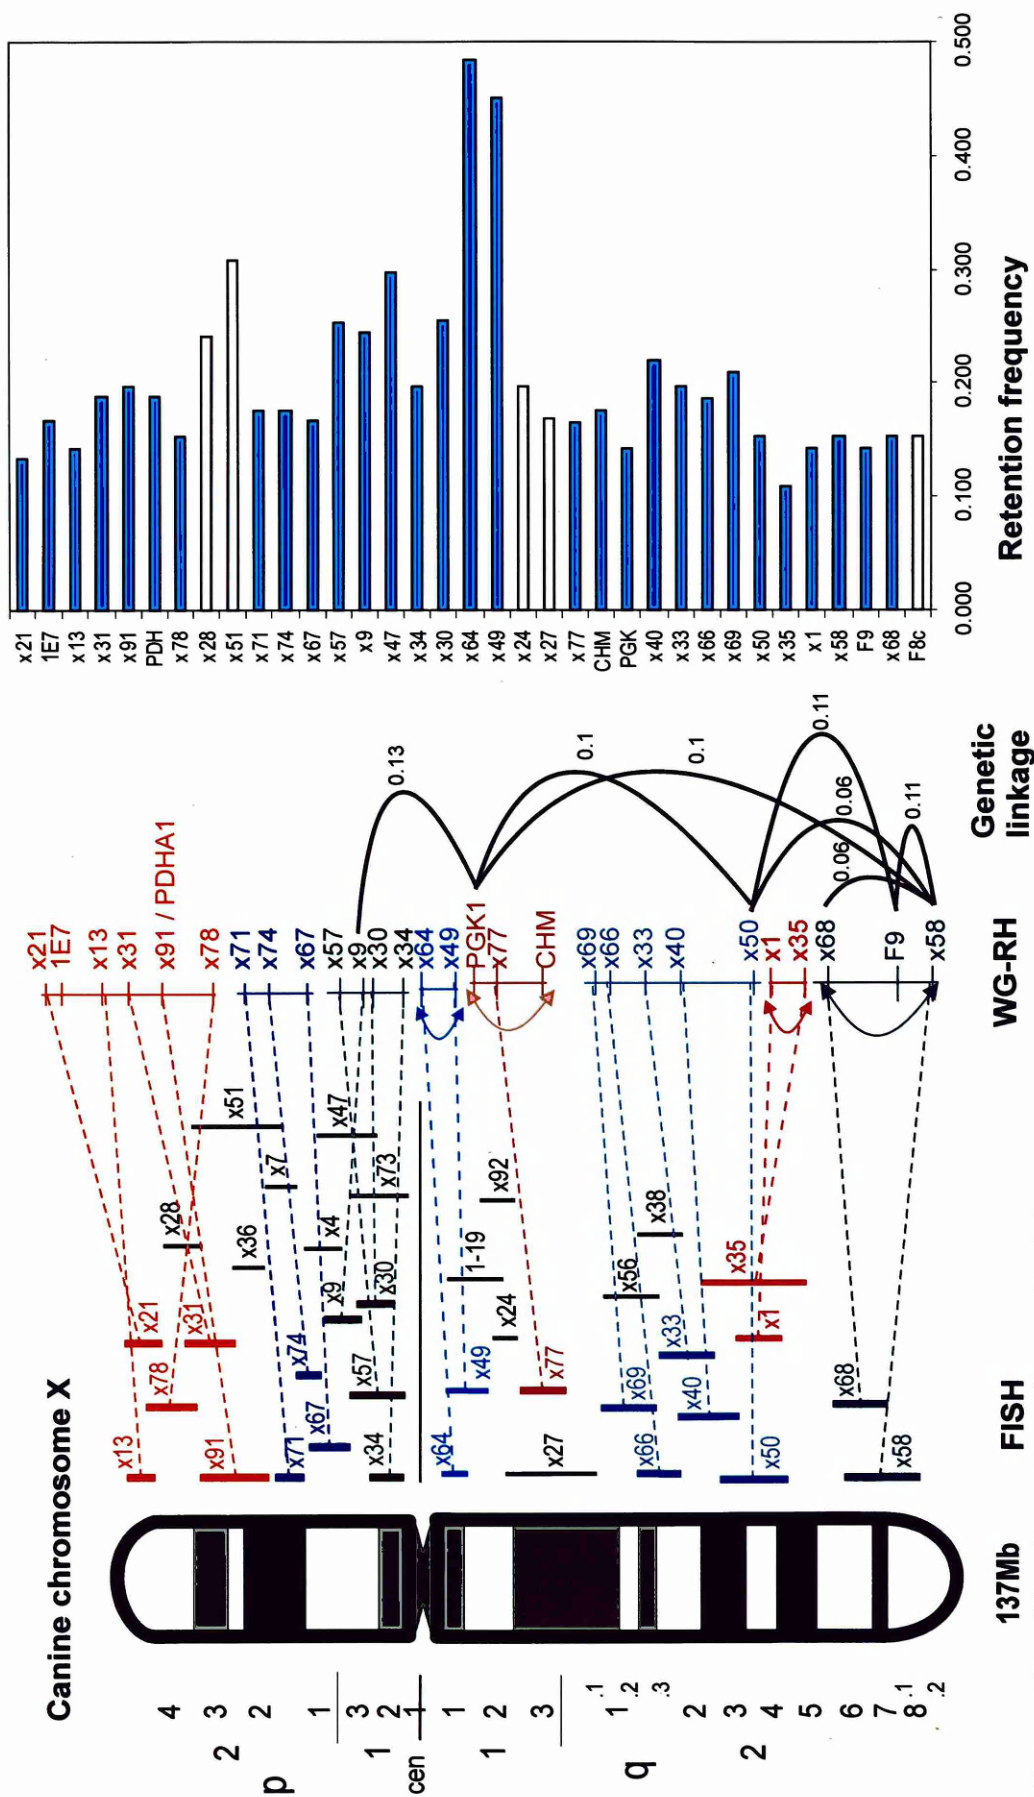 Canine chromosome X
2
p
4
3
2
1
1
3
2
1
cen
1
1
2
3
q
2
1
.1
.2
.3
2
3
4
5
6
7
8
.1
.2
137Mb
FISH
x13
x91
x78
x21
x31
x28
x51
x36
x7
x71
x74
x67
x4
x9
x47
x57
x34
x30
x73
x64
x49
1-19
x24
x92
x27
x77
x69
x66
x56
x38
x33
x40
x35
x1
x50
x68
x58
WG-RH
x21
1E7
x13
x31
x91 / PDHA1
x78
x71
x74
x67
x57
x9
x30
x34
x64
x49
PGK1
x77
CHM
x69
x66
x33
x40
x50
x1
x35
x68
F9
x58
Genetic
linkage
0.13
0.1
0.1
0.11
0.06
0.06
0.11
x21
1E7
x13
x31
x91
PDH
x78
x28
x51
x71
x74
x67
x57
x9
x47
x34
x30
x64
x49
x24
x27
x77
CHM
PGK
x40
x33
x66
x69
x50
x35
x1
x58
F9
x68
F8c
0.000
0.100
0.200
0.300
0.400
0.500
Retention frequency